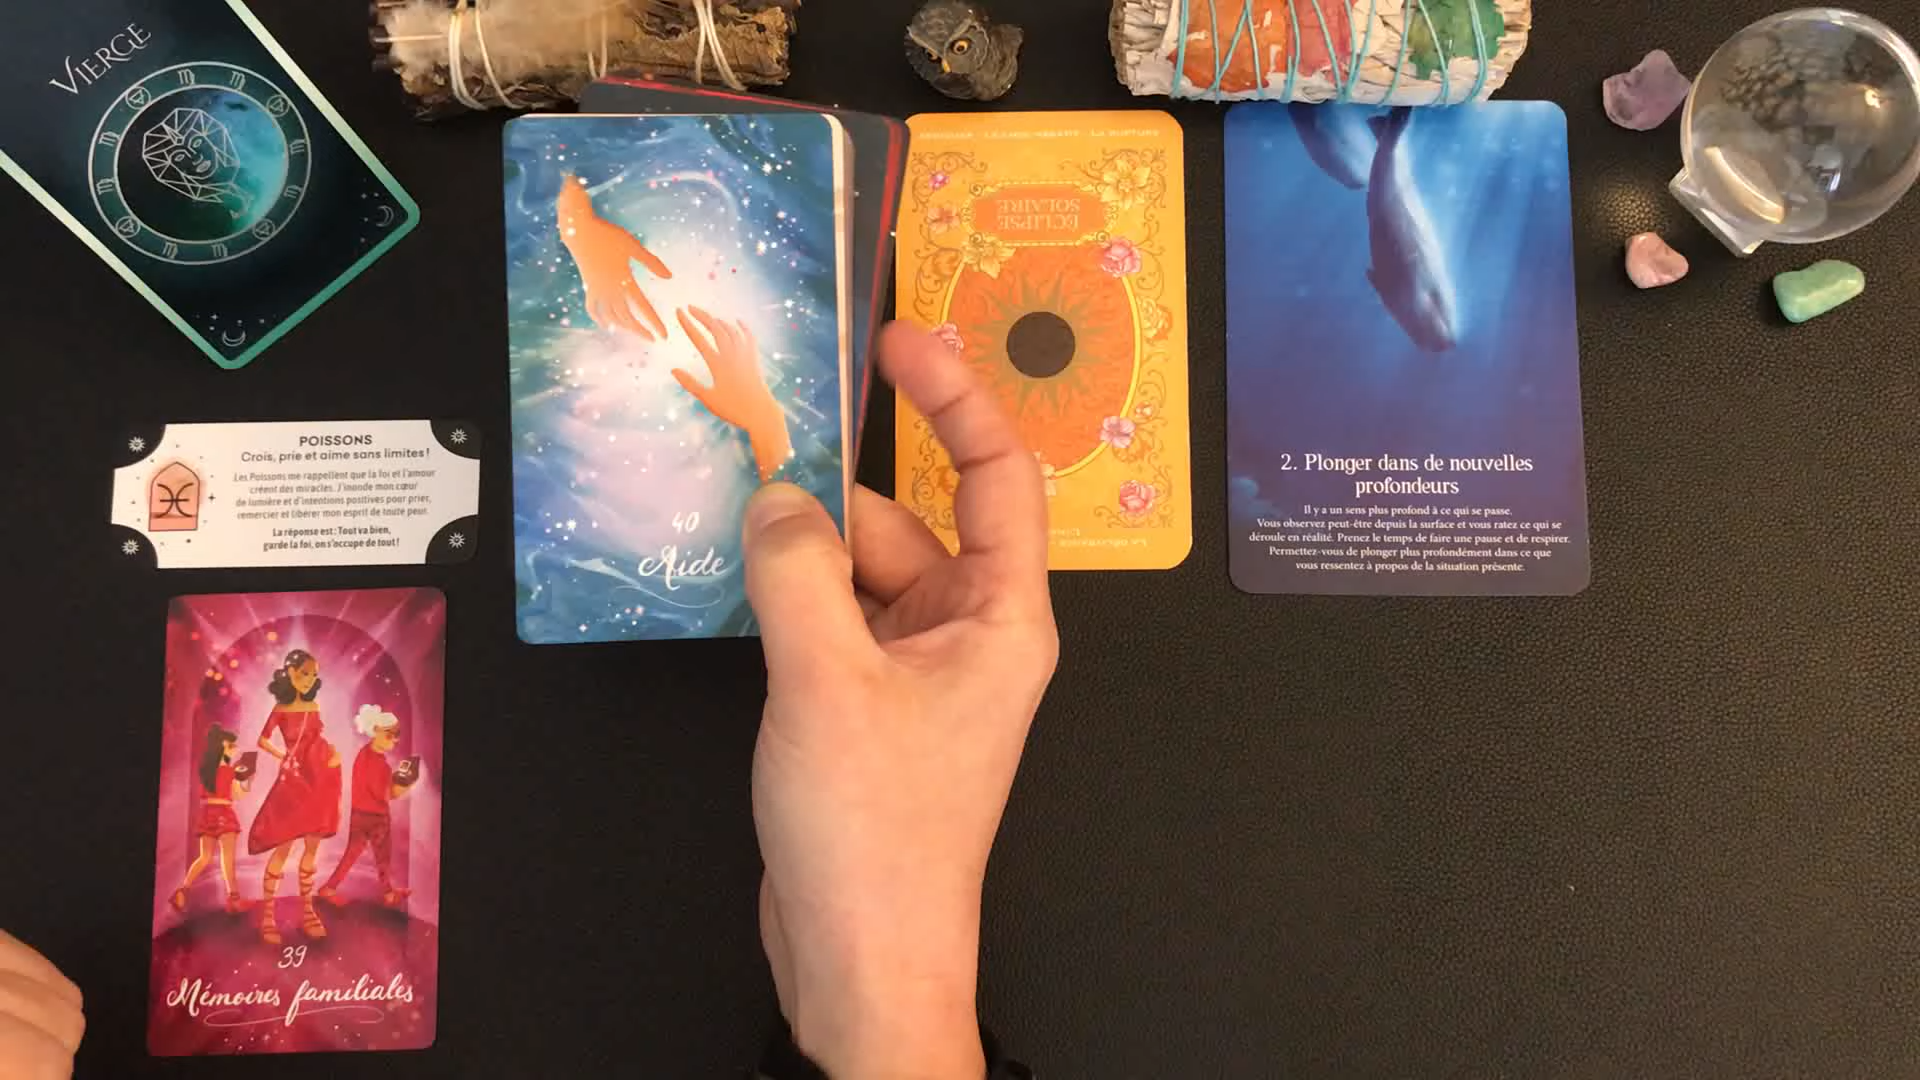 VIERGE
POISSONS
Crois, prie et aime sans limites!
Les Poissons me rappellent que la foi et l'amour
créent des miracles. J'inonde mon cœur
de lumière et d'intentions positives pour prier,
remercier et libérer mon esprit de toute peur.
La réponse est: Tout va bien,
garde la foi, on s'occupe de tout!
39
Mémoires familiales
40
Aide
LA RUPTURE
ÉCLIPSE
SOLAIRE
2. Plonger dans de nouvelles
profondeurs
Il y a un sens plus profond à ce qui se passe.
Vous observez peut-être depuis la surface et vous ratez ce qui se
déroule en réalité. Prenez le temps de faire une pause et de respirer.
Permettez-vous de plonger plus profondément dans ce que
vous ressentez à propos de la situation présente.